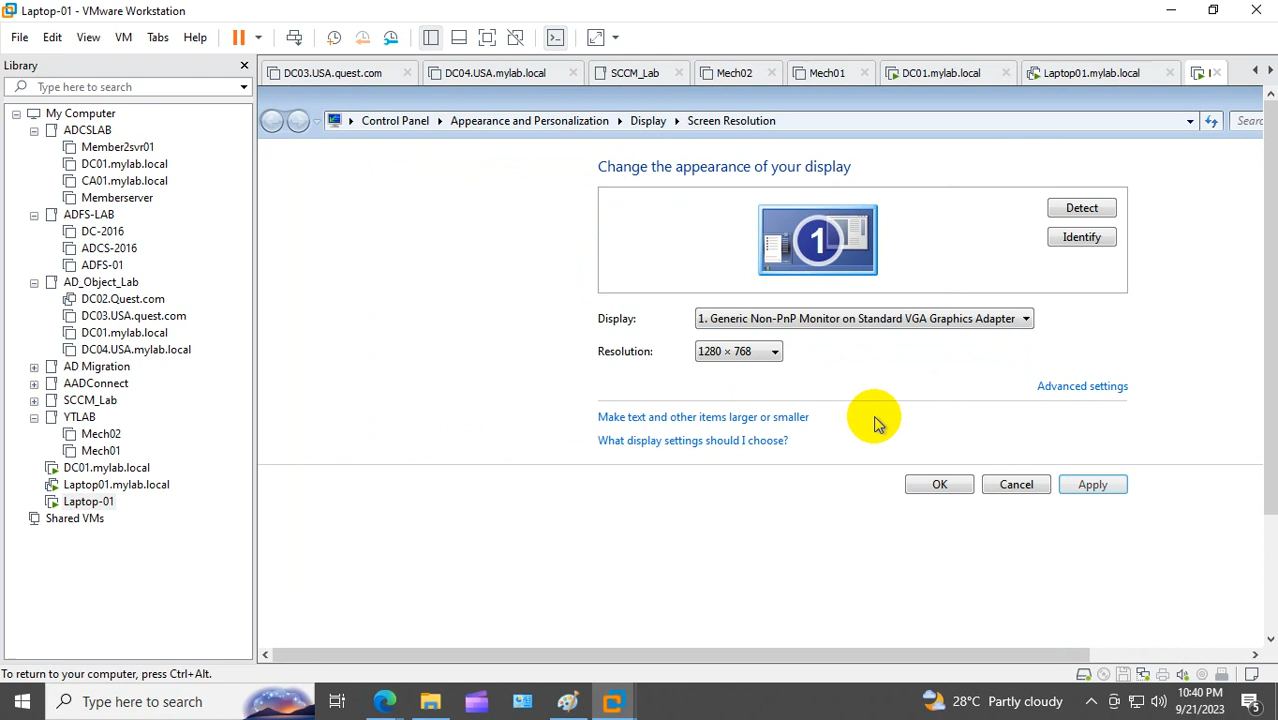 Laptop-01 - VMware Workstation
File Edit View VM Tabs Help
Library
Type here to search
My Computer
ADCSLAB
Member2svr01
DC01.mylab.local
CA01.mylab.local
Memberserver
ADFS-LAB
DC-2016
ADCS-2016
ADFS-01
AD_Object_Lab
DC02.Quest.com
DC03.USA.quest.com
DC01.mylab.local
DC04.USA.mylab.local
AD Migration
AADConnect
SCCM_Lab
YTLAB
Mech02
Mech01
DC01.mylab.local
Laptop01.mylab.local
Laptop-01
Shared VMs
DC03.USA.quest.com DC04.USA.mylab.local SCCM_Lab Mech02 Mech01 DC01.mylab.local Laptop01.mylab.local
Control Panel Appearance and Personalization Display Screen Resolution
Change the appearance of your display
1
Detect
Identify
Display: 1. Generic Non-PnP Monitor on Standard VGA Graphics Adapter
Resolution: 1280 × 768
Advanced settings
Make text and other items larger or smaller
What display settings should I choose?
OK Cancel Apply
To return to your computer, press Ctrl+Alt.
Type here to search
28°C Partly cloudy
10:40 PM
9/21/2023
5